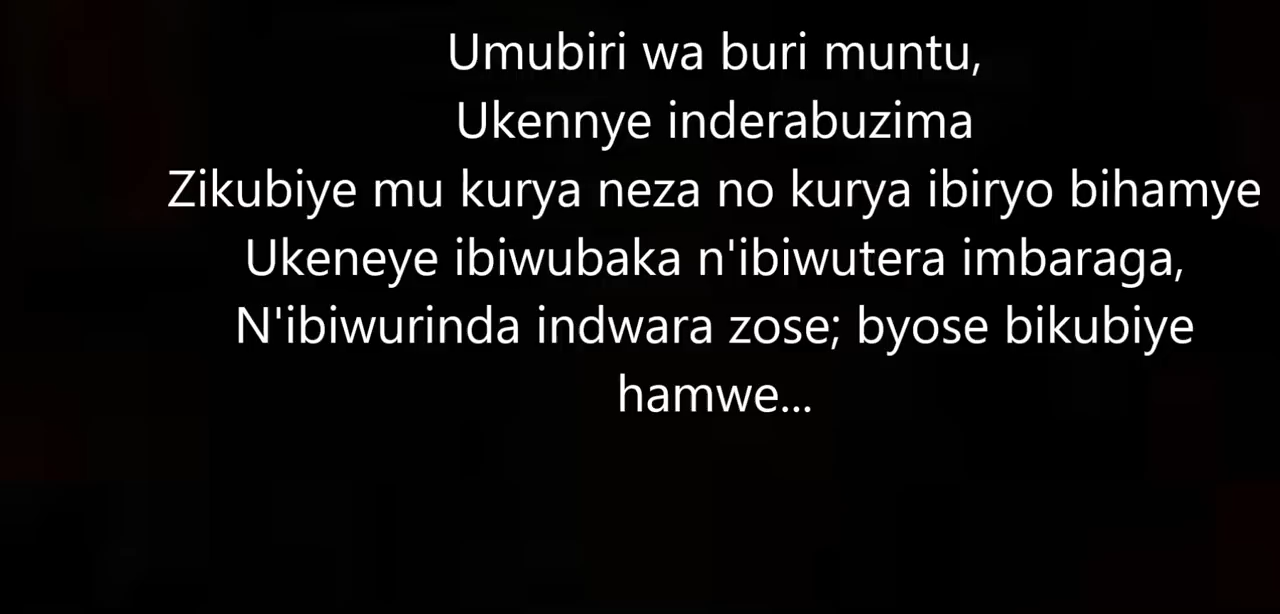 Umubiri wa buri muntu,
Ukennye inderabuzima
Zikubiye mu kurya neza no kurya ibiryo bihamye
Ukeneye ibiwubaka n'ibiwutera imbaraga,
N'ibiwurinda indwara zose; byose bikubiye
hamwe...